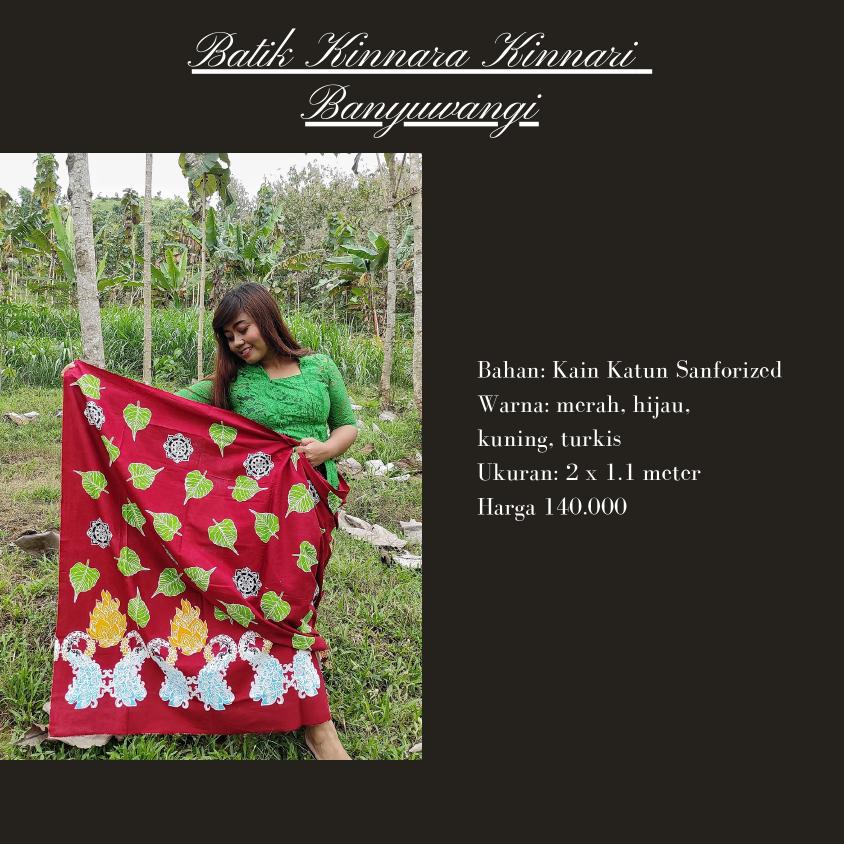 Batik Kinnara Kinnari
Banyuwangi
Bahan: Kain Katun Sanforized
Warna: merah, hijau,
kuning, turkis
Ukuran: 2 x 1.1 meter
Harga 140.000